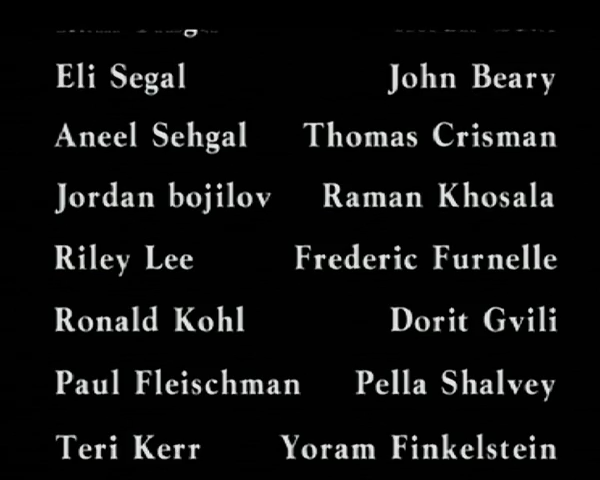 Eli Segal John Beary
Aneel Sehgal Thomas Crisman
Jordan bojilov Raman Khosala
Riley Lee Frederic Furnelle
Ronald Kohl Dorit Gvili
Paul Fleischman Pella Shalvey
Teri Kerr Yoram Finkelstein